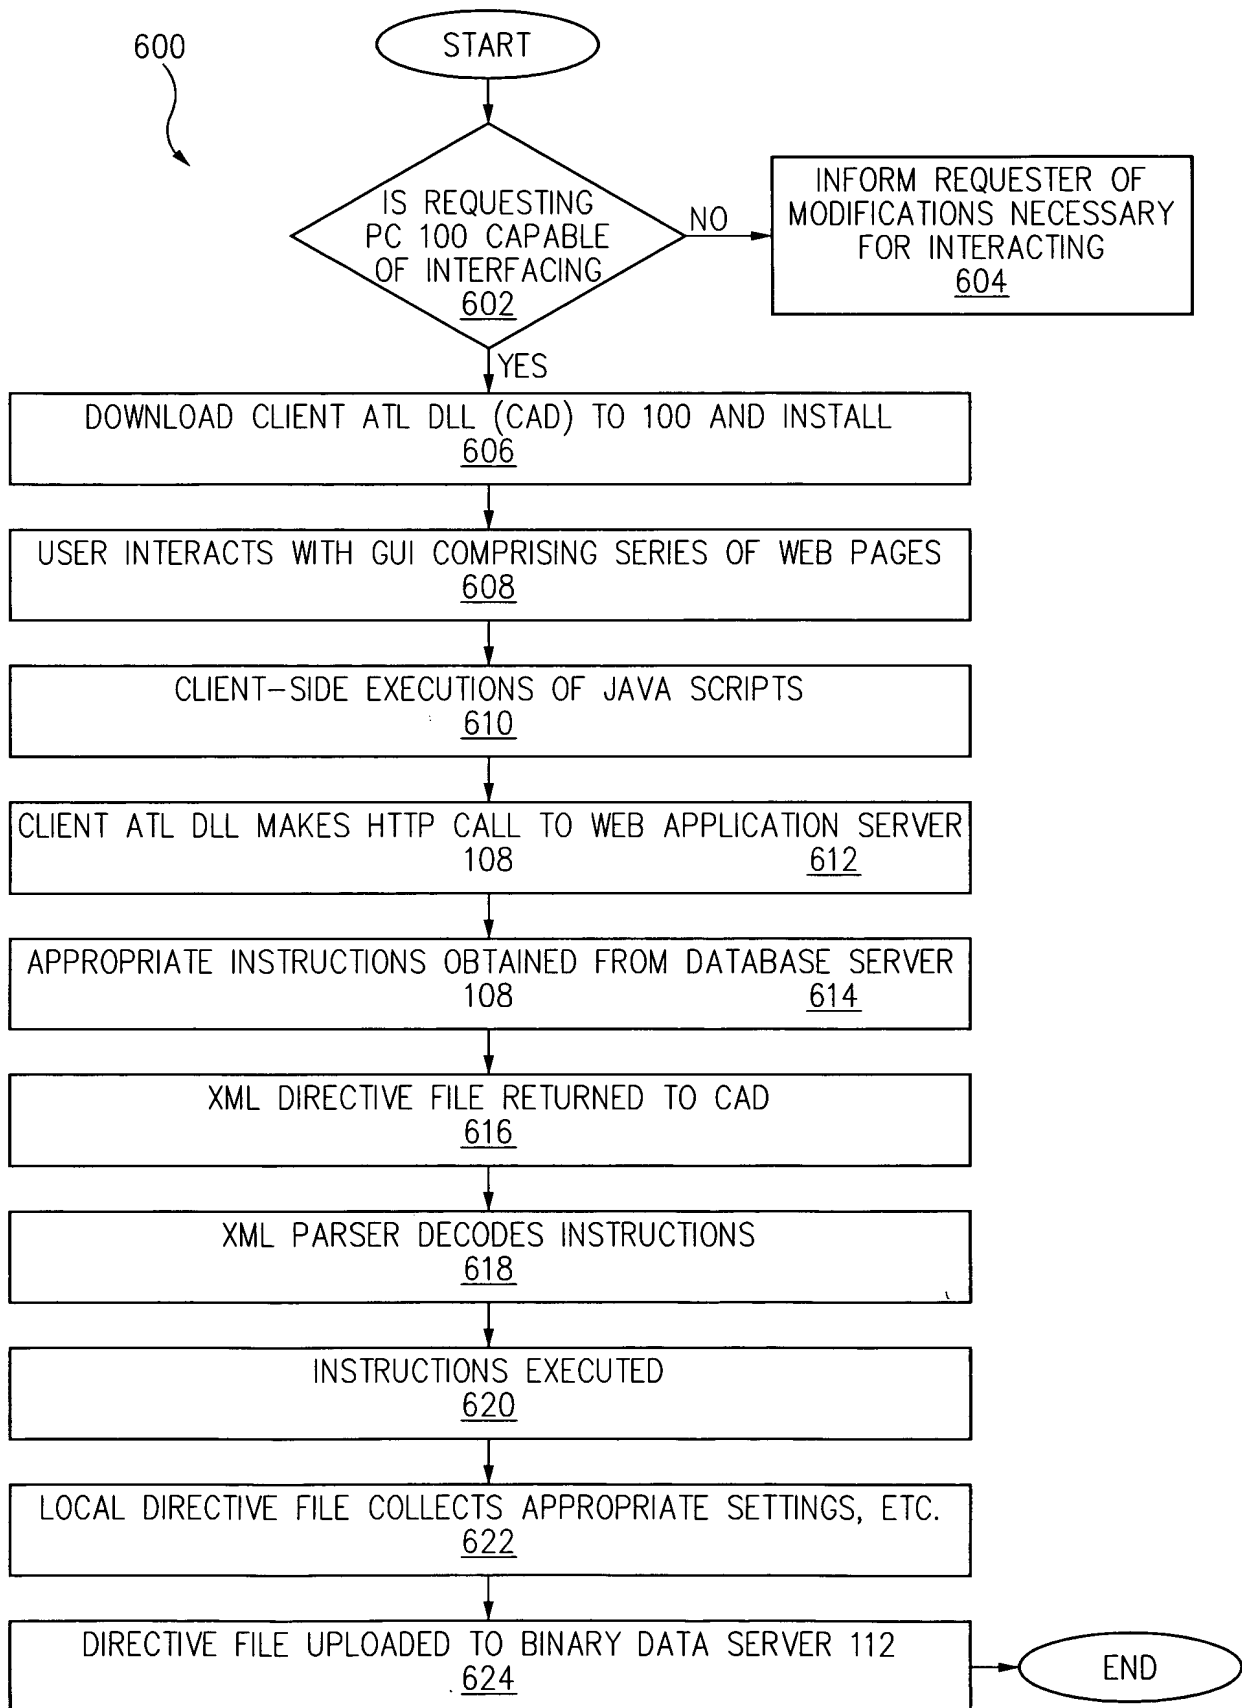 600
START
IS REQUESTING
PC 100 CAPABLE
OF INTERFACING
602
NO
INFORM REQUESTER OF
MODIFICATIONS NECESSARY
FOR INTERACTING
604
YES
DOWNLOAD CLIENT ATL DLL (CAD) TO 100 AND INSTALL
606
USER INTERACTS WITH GUI COMPRISING SERIES OF WEB PAGES
608
CLIENT-SIDE EXECUTIONS OF JAVA SCRIPTS
610
CLIENT ATL DLL MAKES HTTP CALL TO WEB APPLICATION SERVER
108 612
APPROPRIATE INSTRUCTIONS OBTAINED FROM DATABASE SERVER
108 614
XML DIRECTIVE FILE RETURNED TO CAD
616
XML PARSER DECODES INSTRUCTIONS
618
INSTRUCTIONS EXECUTED
620
LOCAL DIRECTIVE FILE COLLECTS APPROPRIATE SETTINGS, ETC.
622
DIRECTIVE FILE UPLOADED TO BINARY DATA SERVER 112
624
END